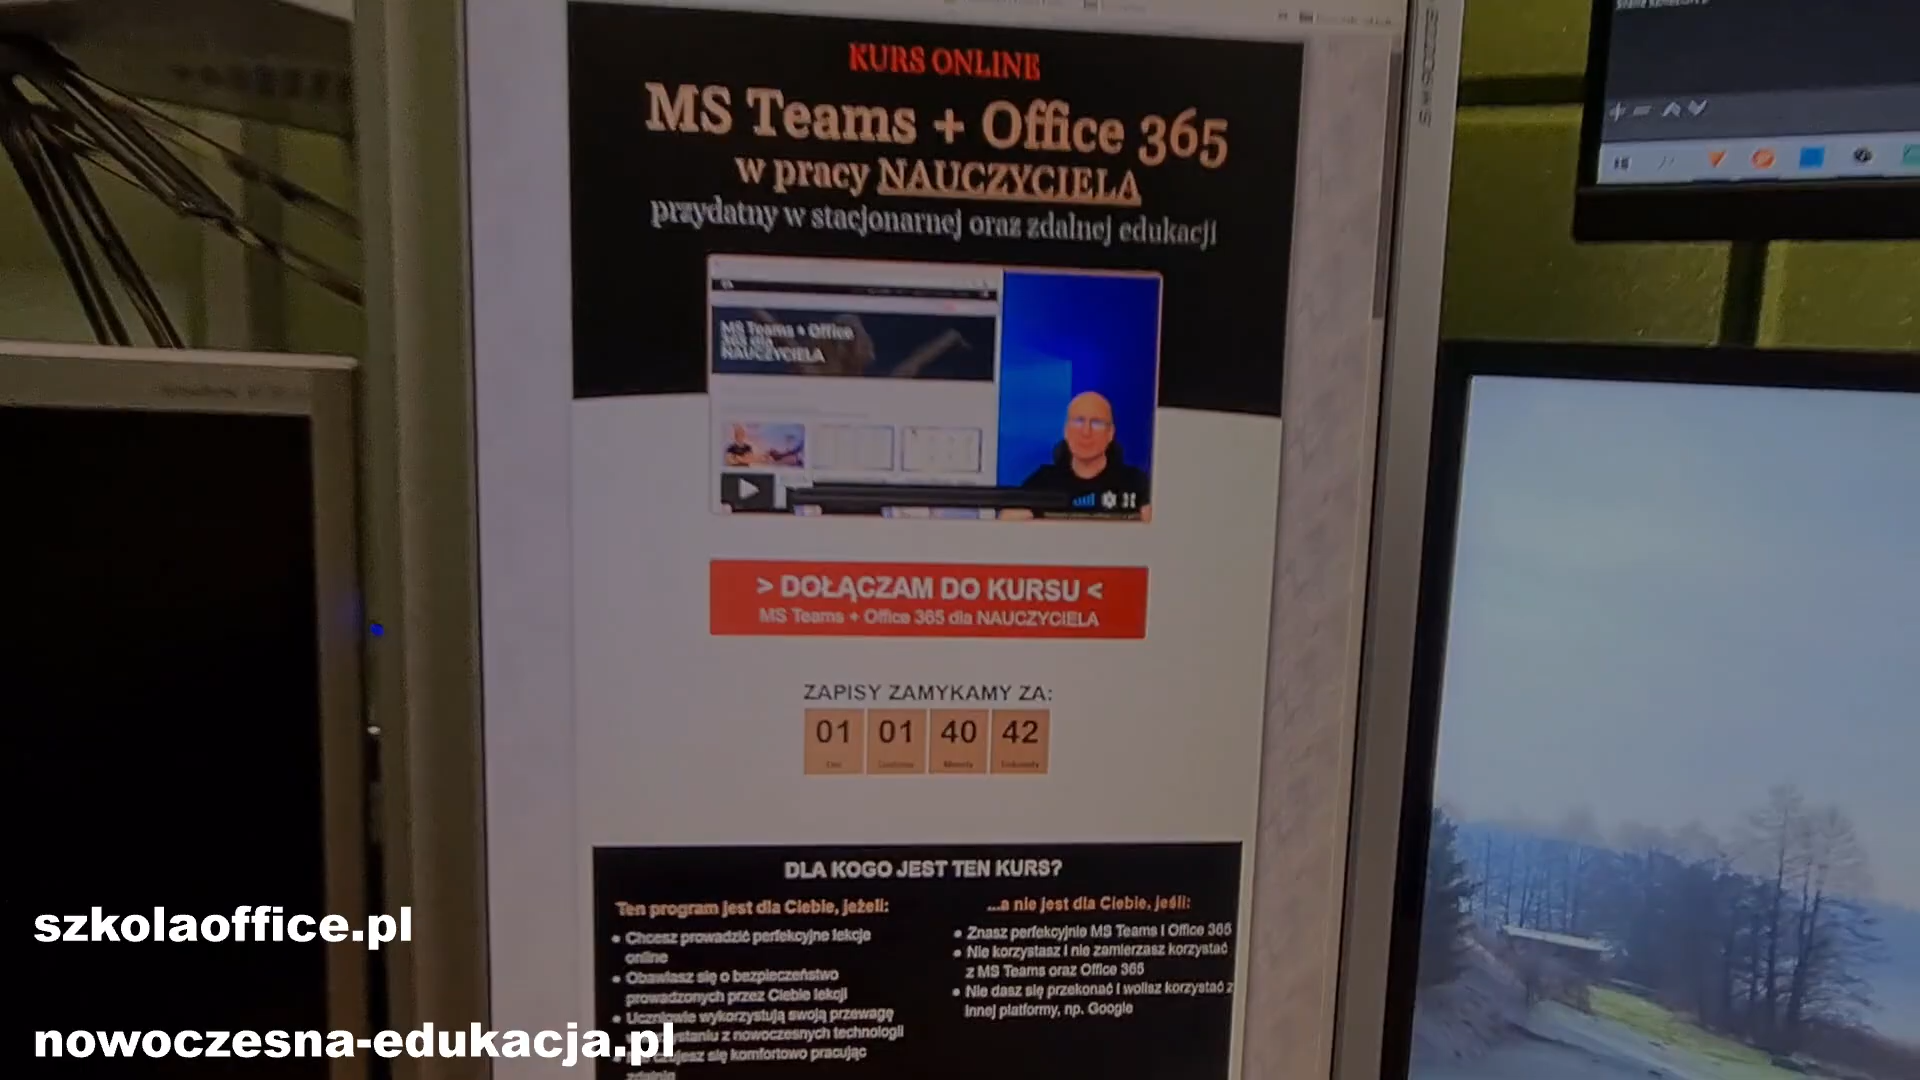 KURS ONLINE
MS Teams + Office 365
w pracy NAUCZYCIELA
przydatny w stacjonarnej oraz zdalnej edukacji
MS Teams + Office
365 dla
NAUCZYCIELA
> DOŁĄCZAM DO KURSU <
MS Teams + Office 365 dla NAUCZYCIELA
ZAPISY ZAMYKAMY ZA:
01 01 40 42
DLA KOGO JEST TEN KURS?
Ten program jest dla Ciebie, jeżeli:
Chcesz prowadzić perfekcyjne lekcje
online
Obawiasz się o bezpieczeństwo
prowadzonych przez Ciebie lekcji
Uczniowie wykorzystują swoją przewagę
z nowoczesnych technologii
się komfortowo pracując
zdalnie
...a nie jest dla Ciebie, jeśli:
Znasz perfekcyjnie MS Teams i Office 365
Nie korzystasz i nie zamierzasz korzystać
z MS Teams oraz Office 365
Nie dasz się przekonać i wolisz korzystać z
innej platformy, np. Google
szkolaoffice.pl
nowoczesna-edukacja.pl